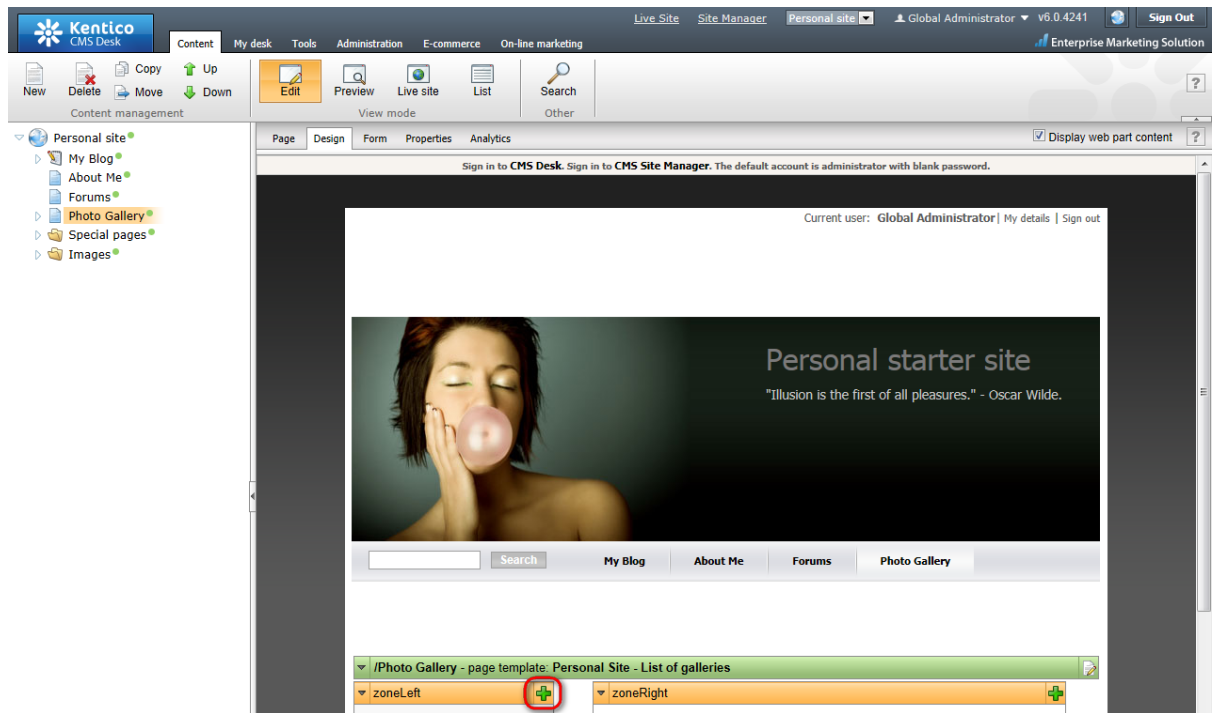 Kentico
CMS Desk
Live Site Site Manager Personal site Global Administrator v6.0.4241 Sign Out
Content My desk Tools Administration E-commerce On-line marketing
Enterprise Marketing Solution
New Delete Copy Move Up Down
Content management
Edit Preview Live site List
View mode
Search
Other
?
Personal site
My Blog
About Me
Forums
Photo Gallery
Special pages
Images
Page Design Form Properties Analytics
Display web part content ?
Sign in to CMS Desk. Sign in to CMS Site Manager. The default account is administrator with blank password.
Current user: Global Administrator| My details | Sign out
Personal starter site
"Illusion is the first of all pleasures." - Oscar Wilde.
Search My Blog About Me Forums Photo Gallery
/Photo Gallery - page template: Personal Site - List of galleries
zoneLeft zoneRight